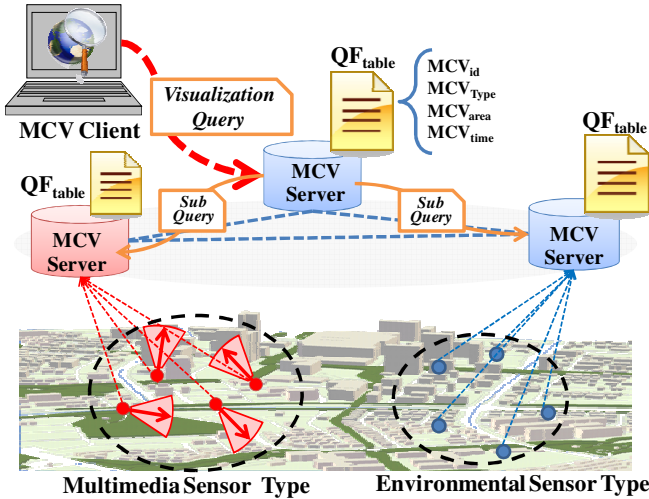 MCV Client
Visualization
Query
QFtable
MCVid
MCVType
MCVarea
MCVtime
QFtable
MCV
Server
QFtable
Sub
Query
Sub
Query
MCV
Server
MCV
Server
Multimedia Sensor Type
Environmental Sensor Type